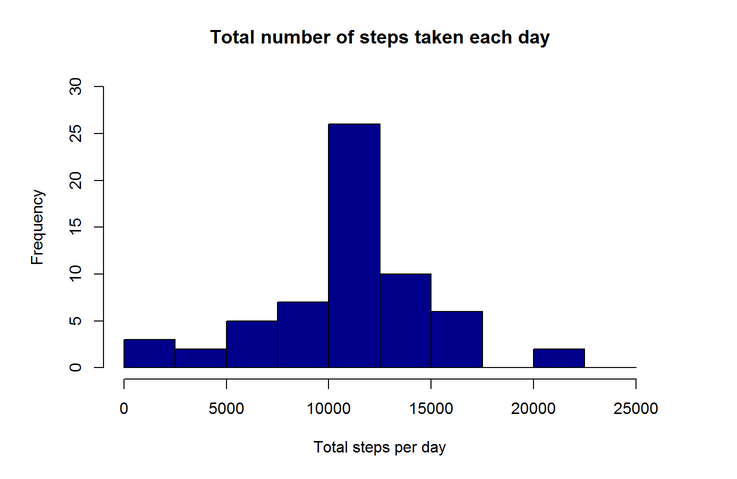 Total number of steps taken each day
Frequency
30
25
20
15
10
5
0
0 5000 10000 15000 20000 25000
Total steps per day